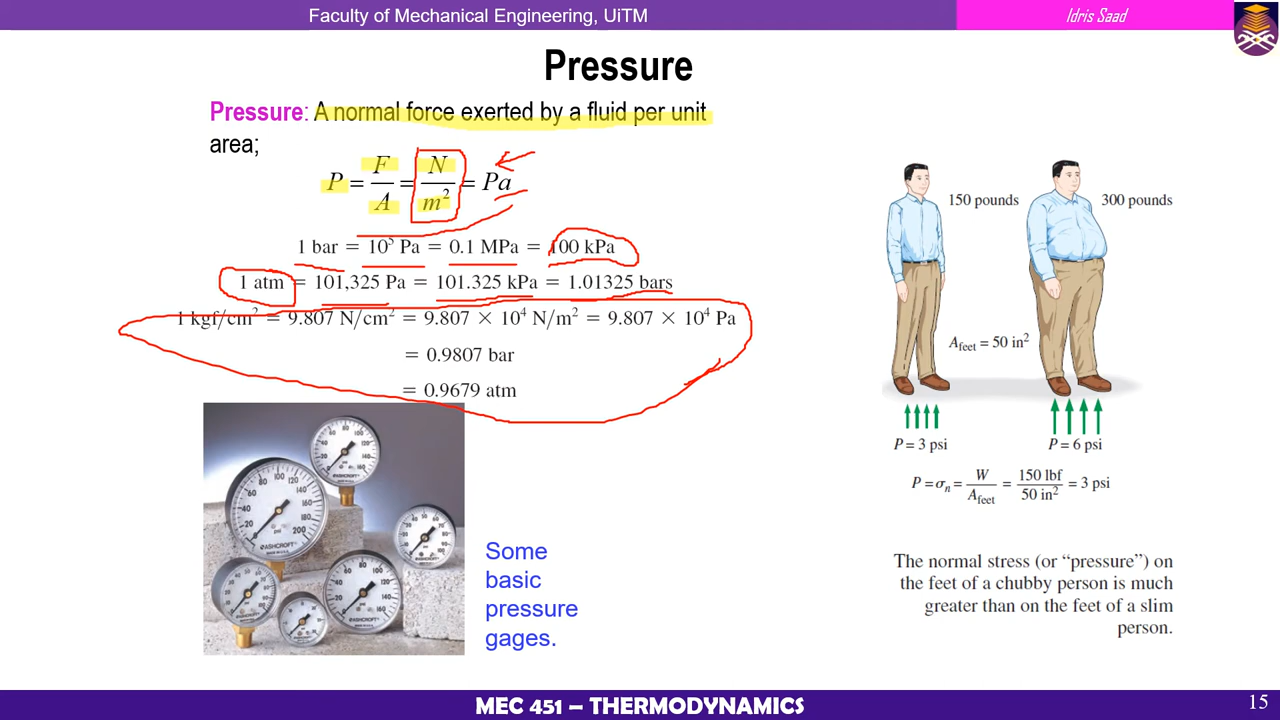 Faculty of Mechanical Engineering, UiTM
Idris Saad
Pressure
Pressure: A normal force exerted by a fluid per unit
area;
P = F/A = N/m² = Pa
1 bar = 10⁵ Pa = 0.1 MPa = 100 kPa
1 atm = 101,325 Pa = 101.325 kPa = 1.01325 bars
1 kgf/cm² = 9.807 N/cm² = 9.807 × 10⁴ N/m² = 9.807 × 10⁴ Pa
= 0.9807 bar
= 0.9679 atm
150 pounds
300 pounds
A_feet = 50 in²
P = 3 psi
P = 6 psi
P = σ_n = W/A_feet = 150 lbf/50 in² = 3 psi
Some
basic
pressure
gages.
The normal stress (or “pressure”) on
the feet of a chubby person is much
greater than on the feet of a slim
person.
MEC 451 – THERMODYNAMICS
15